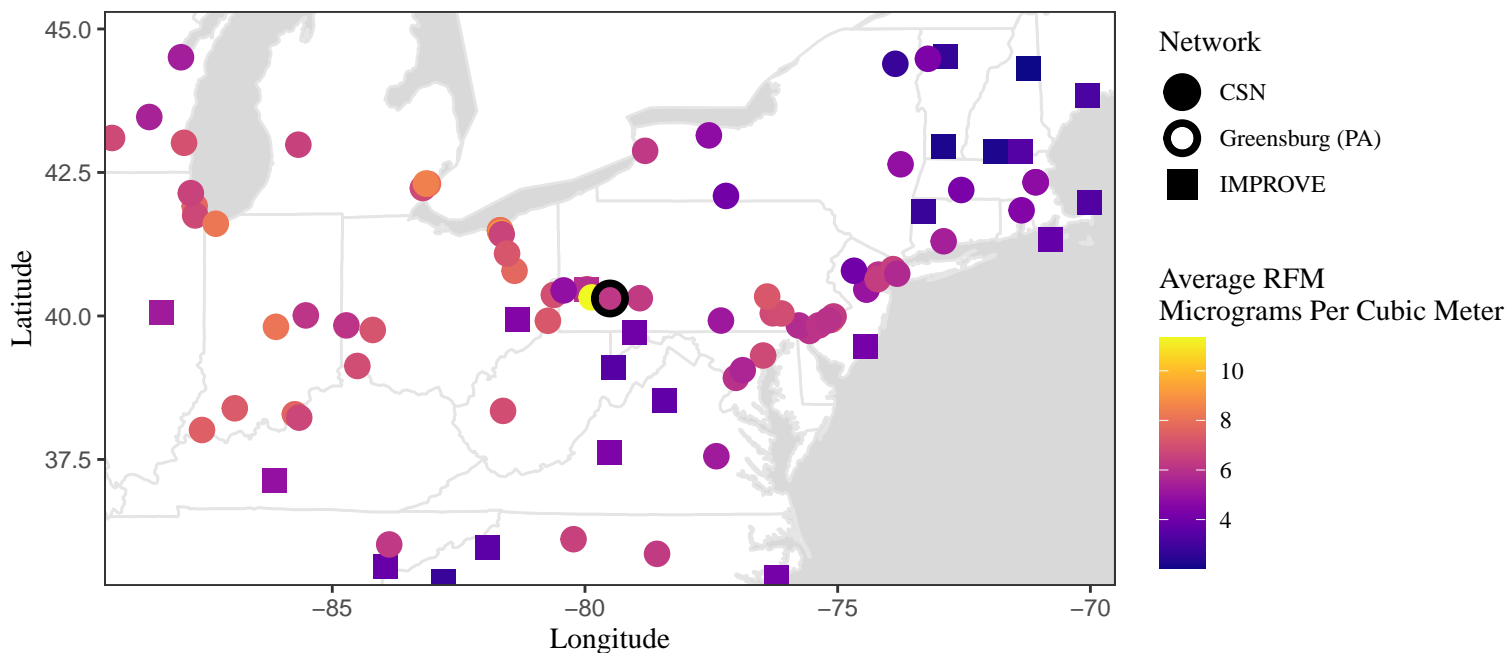 45.0
42.5
40.0
37.5
Latitude
−85
−80
−75
−70
Longitude
Network
CSN
Greensburg (PA)
IMPROVE
Average RFM
Micrograms Per Cubic Meter
10
8
6
4